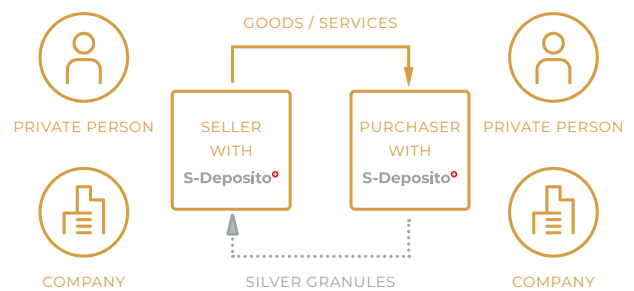 GOODS / SERVICES
PRIVATE PERSON
SELLER
WITH
S-Deposito
PURCHASER
WITH
S-Deposito
PRIVATE PERSON
COMPANY
SILVER GRANULES
COMPANY